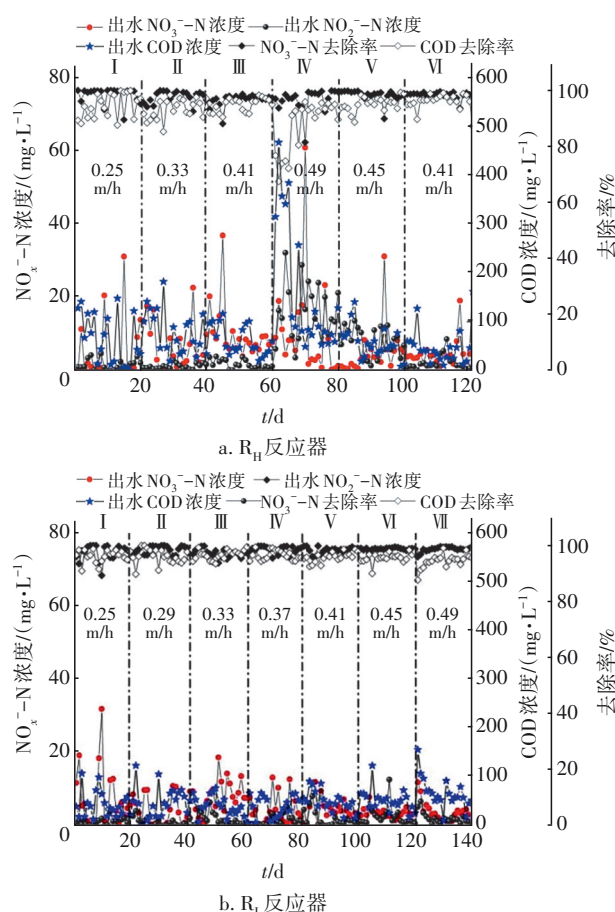 出水 NO₃⁻-N 浓度 出水 NO₂⁻-N 浓度
出水 COD 浓度 NO₃⁻-N 去除率 COD 去除率
Ⅰ Ⅱ Ⅲ Ⅳ Ⅴ Ⅵ
80 60 40 20 0
NOₓ⁻-N 浓度/(mg·L⁻¹)
0.25 m/h
0.33 m/h
0.41 m/h
0.49 m/h
0.45 m/h
0.41 m/h
600 500 400 300 200 100 0
COD 浓度/(mg·L⁻¹)
100 80 60 40 20 0
去除率/%
0 20 40 60 80 100 120
t/d
a. R_H 反应器
出水 NO₃⁻-N 浓度 出水 NO₂⁻-N 浓度
出水 COD 浓度 NO₃⁻-N 去除率 COD 去除率
Ⅰ Ⅱ Ⅲ Ⅳ Ⅴ Ⅵ Ⅶ
80 60 40 20 0
NOₓ⁻-N 浓度/(mg·L⁻¹)
0.25 m/h
0.29 m/h
0.33 m/h
0.37 m/h
0.41 m/h
0.45 m/h
0.49 m/h
600 500 400 300 200 100 0
COD 浓度/(mg·L⁻¹)
100 80 60 40 20 0
去除率/%
0 20 40 60 80 100 120 140
t/d
b. R_L 反应器